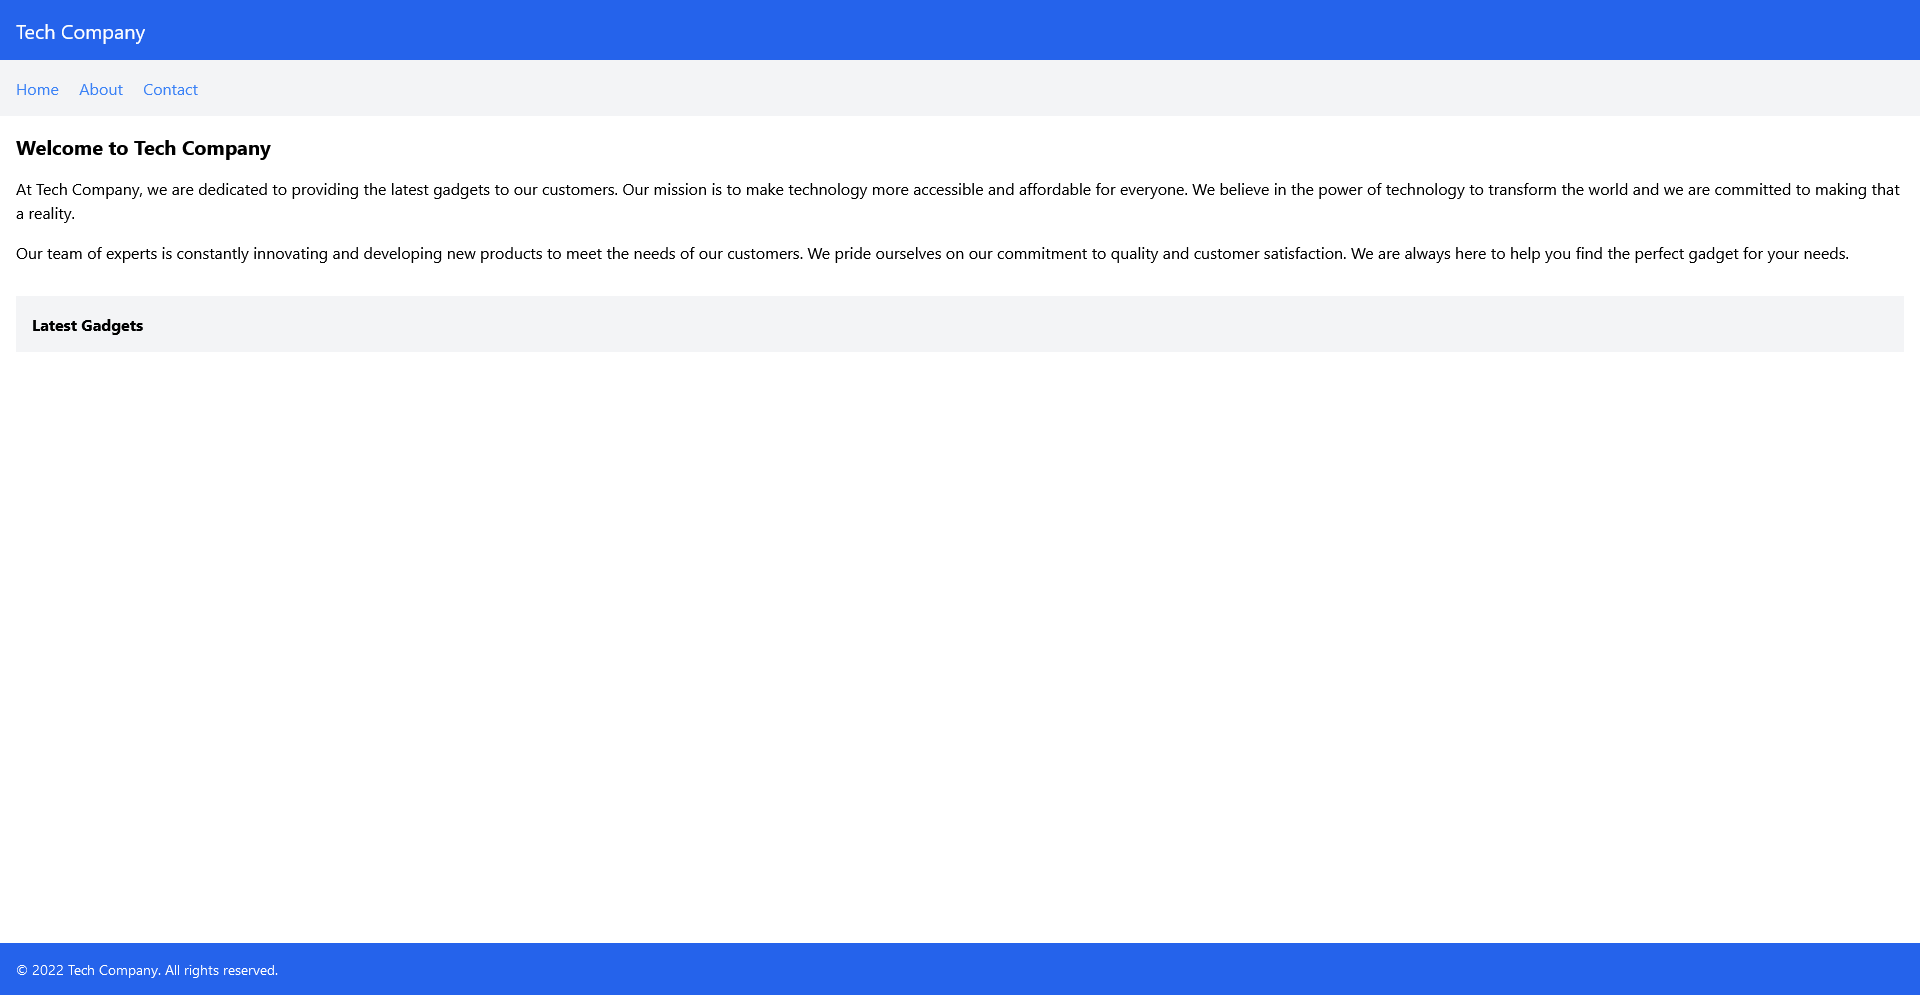 Tech Company
Home About Contact
Welcome to Tech Company
At Tech Company, we are dedicated to providing the latest gadgets to our customers. Our mission is to make technology more accessible and affordable for everyone. We believe in the power of technology to transform the world and we are committed to making that
a reality.
Our team of experts is constantly innovating and developing new products to meet the needs of our customers. We pride ourselves on our commitment to quality and customer satisfaction. We are always here to help you find the perfect gadget for your needs.
Latest Gadgets
© 2022 Tech Company. All rights reserved.